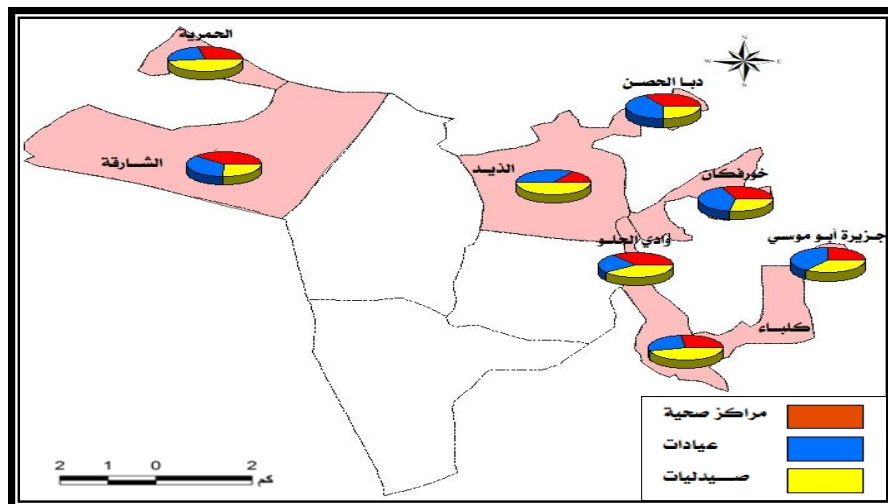 الحمرية
N
W E
S
دبا الحصن
الشارقة
الذيد
خورفكان
وادي الحلو
جزيرة أبو موسي
كلباء
مراكز صحية
عيادات
صيدليات
2 1 0 2
كم